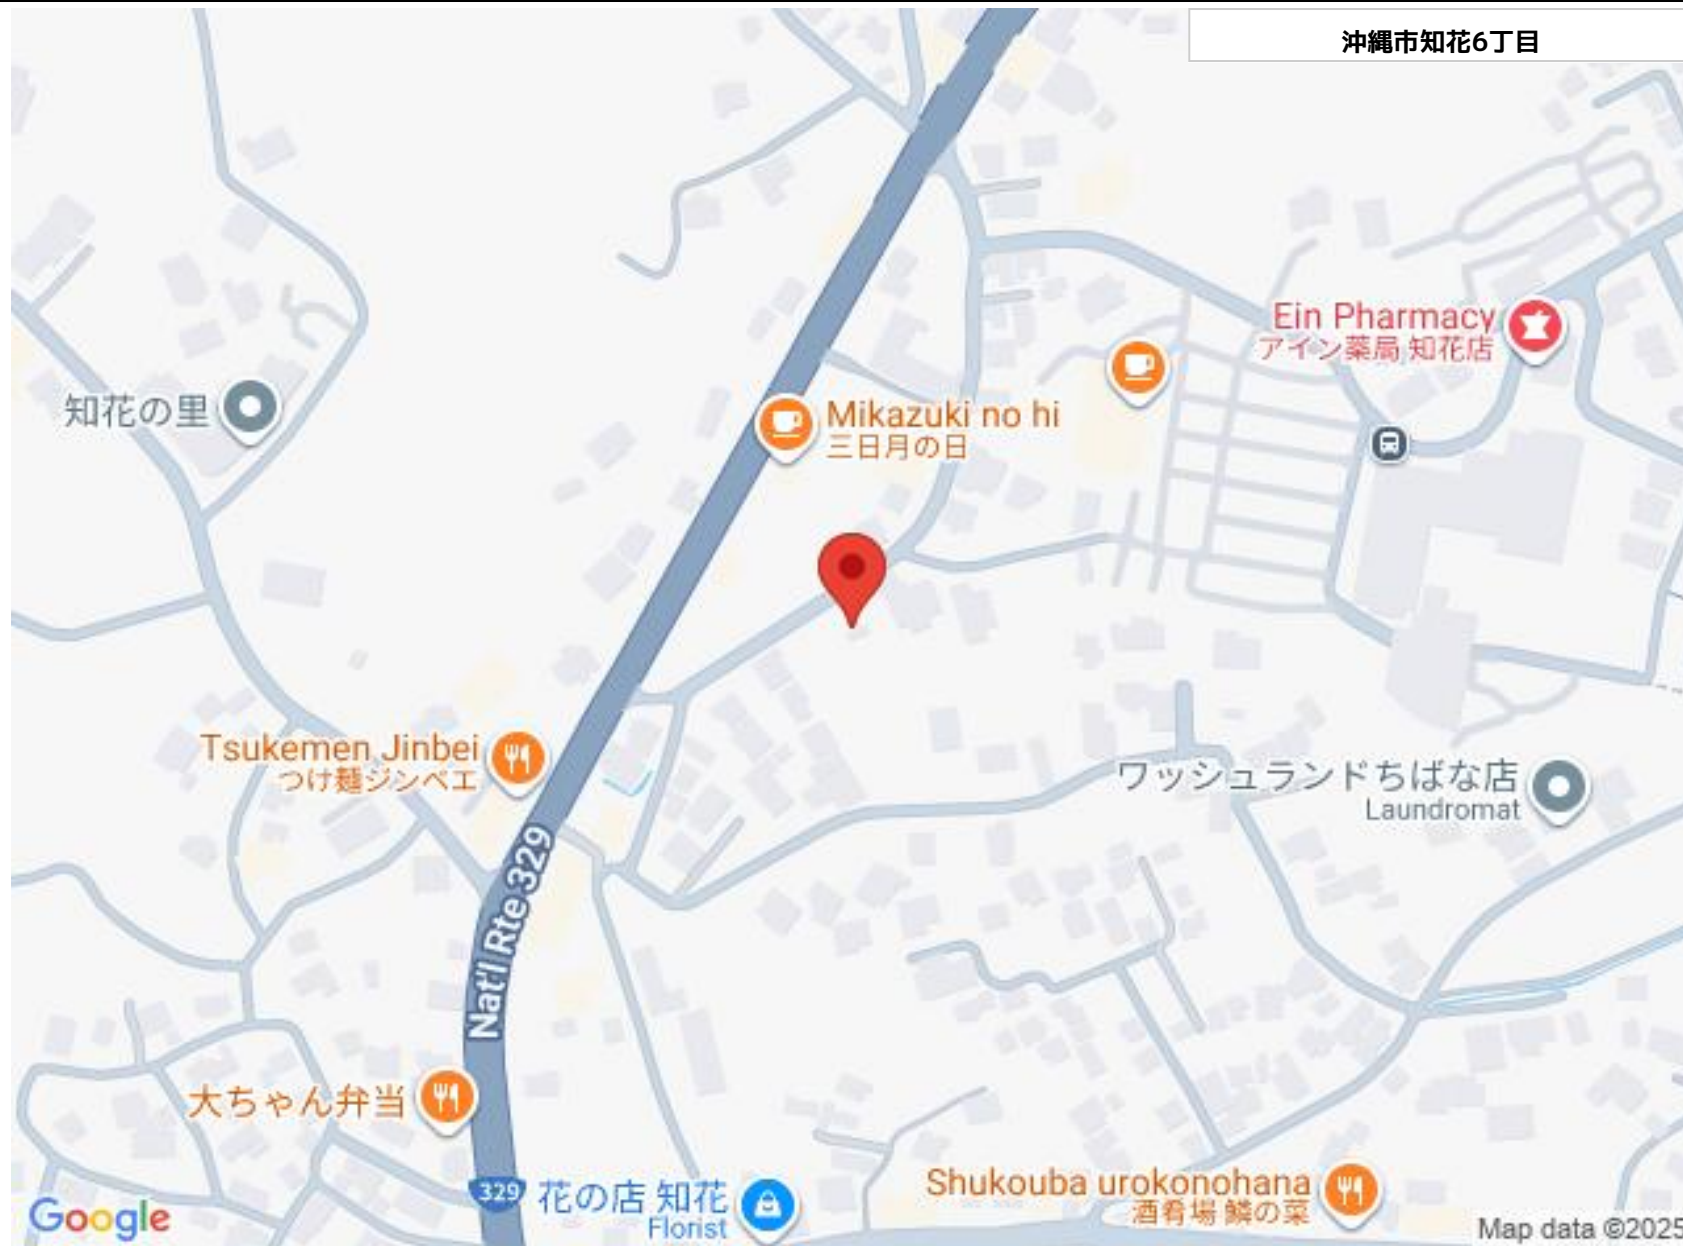 沖縄市知花6丁目
Ein Pharmacy
アイン薬局 知花店
知花の里
Mikazuki no hi
三日月の日
Tsukemen Jinbei
つけ麺ジンベエ
ワッシュランドちばな店
Laundromat
Nat'l Rte 329
大ちゃん弁当
329
花の店 知花
Florist
Shukouba urokonohana
酒肴場 鱗の菜
Google
Map data ©2025